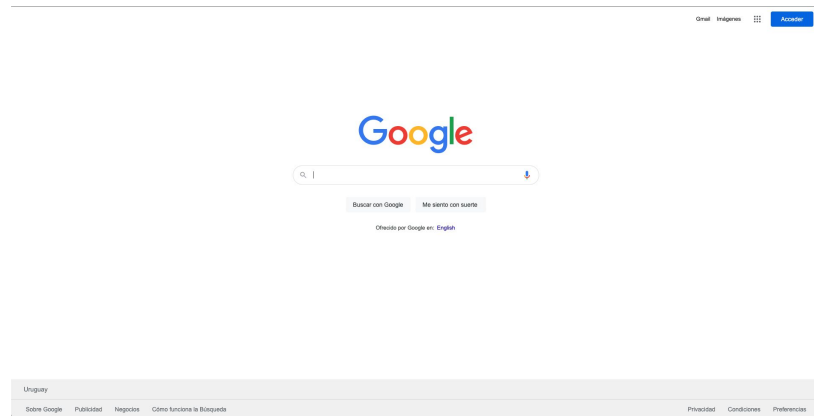 Gmail Imágenes Acceder
Google
Buscar con Google Me siento con suerte
Ofrecido por Google en: English
Uruguay
Sobre Google Publicidad Negocios Cómo funciona la Búsqueda Privacidad Condiciones Preferencias